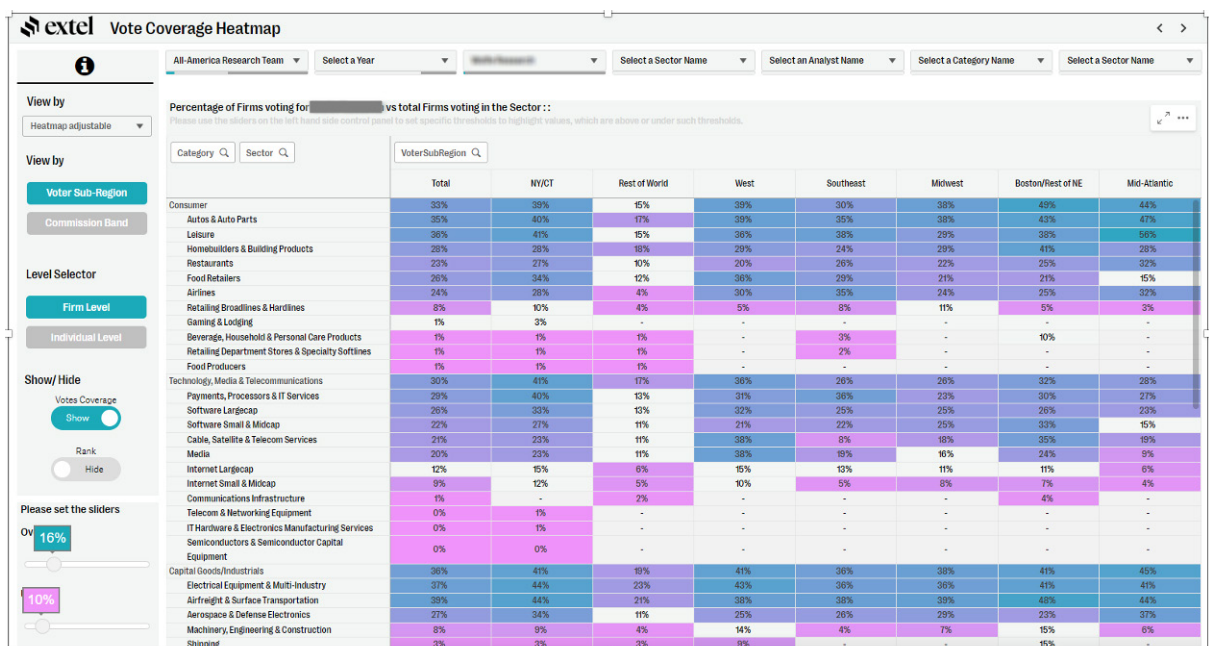 extel Vote Coverage Heatmap
All-America Research Team Select a Year Select a Sector Name Select an Analyst Name Select a Category Name Select a Sector Name
View by
Heatmap adjustable
View by
Voter Sub-Region
Commission Band
Level Selector
Firm Level
Individual Level
Show/ Hide
Votes Coverage
Show
Rank
Hide
Please set the sliders
16%
10%
Percentage of Firms voting for vs total Firms voting in the Sector : :
Please use the sliders on the left hand side control panel to set specific thresholds to highlight values, which are above or under such thresholds.
Category Sector VoterSubRegion
Total NY/CT Rest of World West Southeast Midwest Boston/Rest of NE Mid-Atlantic
Consumer 33% 39% 15% 39% 30% 38% 49% 44%
Autos & Auto Parts 35% 40% 17% 39% 35% 38% 43% 47%
Leisure 36% 41% 15% 36% 38% 29% 38% 56%
Homebuilders & Building Products 28% 28% 18% 29% 24% 29% 41% 28%
Restaurants 23% 27% 10% 20% 26% 22% 25% 32%
Food Retailers 26% 34% 12% 36% 29% 21% 21% 15%
Airlines 24% 28% 4% 30% 35% 24% 25% 32%
Retailing Broadlines & Hardlines 8% 10% 4% 5% 8% 11% 5% 3%
Gaming & Lodging 1% 3% - - - - - -
Beverage, Household & Personal Care Products 1% 1% 1% - 3% - 10% -
Retailing Department Stores & Specialty Softlines 1% 1% 1% - 2% - - -
Food Producers 1% 1% 1% - - - - -
Technology, Media & Telecommunications 30% 41% 17% 36% 26% 26% 32% 28%
Payments, Processors & IT Services 29% 40% 13% 31% 36% 23% 30% 27%
Software Largecap 26% 33% 13% 32% 25% 25% 26% 23%
Software Small & Midcap 22% 27% 11% 21% 22% 25% 33% 15%
Cable, Satellite & Telecom Services 21% 23% 11% 38% 8% 18% 35% 19%
Media 20% 23% 11% 38% 19% 16% 24% 9%
Internet Largecap 12% 15% 6% 15% 13% 11% 11% 6%
Internet Small & Midcap 9% 12% 5% 10% 5% 8% 7% 4%
Communications Infrastructure 1% - 2% - - - 4% -
Telecom & Networking Equipment 0% 1% - - - - - -
IT Hardware & Electronics Manufacturing Services 0% 1% - - - - - -
Semiconductors & Semiconductor Capital
Equipment 0% 0% - - - - - -
Capital Goods/Industrials 36% 41% 19% 41% 36% 38% 41% 45%
Electrical Equipment & Multi-Industry 37% 44% 23% 43% 36% 36% 41% 41%
Airfreight & Surface Transportation 39% 44% 21% 38% 38% 39% 48% 44%
Aerospace & Defense Electronics 27% 34% 11% 25% 26% 29% 23% 37%
Machinery, Engineering & Construction 8% 9% 4% 14% 4% 7% 15% 6%
Shipping 3% 3% 3% 9% - - 15% -